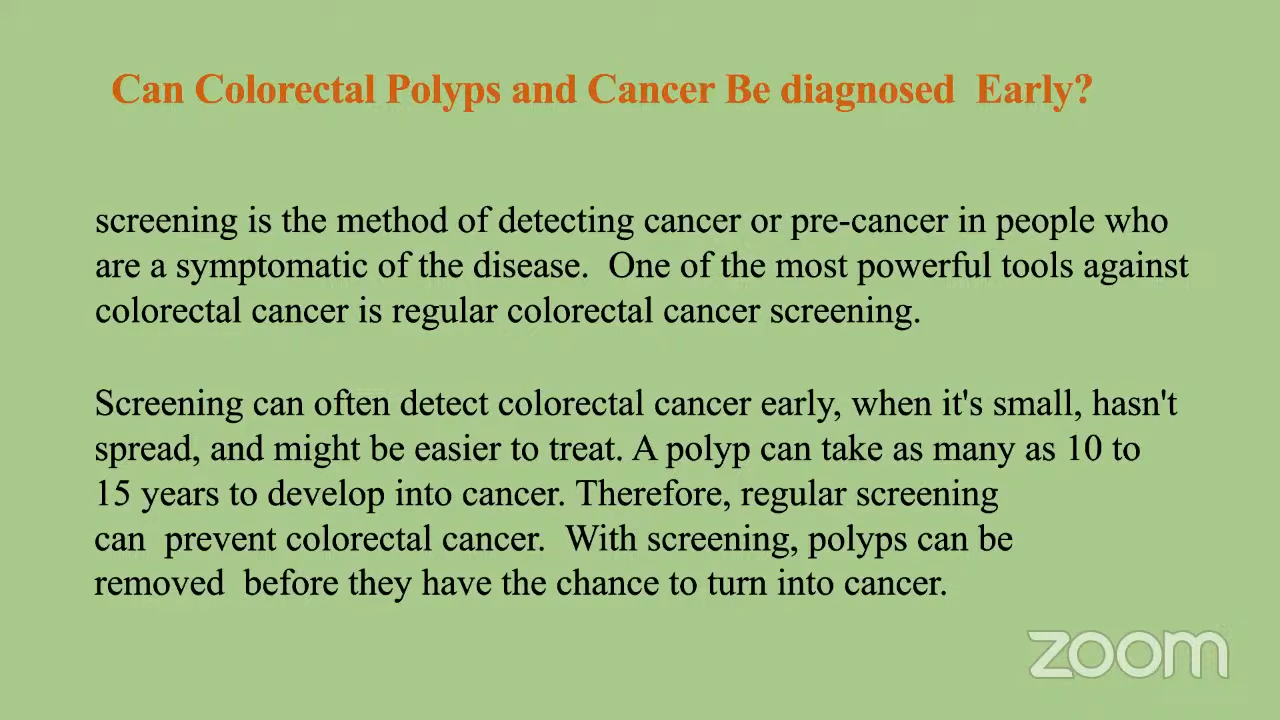 Can Colorectal Polyps and Cancer Be diagnosed  Early?
screening is the method of detecting cancer or pre-cancer in people who
are a symptomatic of the disease.  One of the most powerful tools against
colorectal cancer is regular colorectal cancer screening.
Screening can often detect colorectal cancer early, when it's small, hasn't
spread, and might be easier to treat. A polyp can take as many as 10 to
15 years to develop into cancer. Therefore, regular screening
can  prevent colorectal cancer.  With screening, polyps can be
removed  before they have the chance to turn into cancer.
zoom